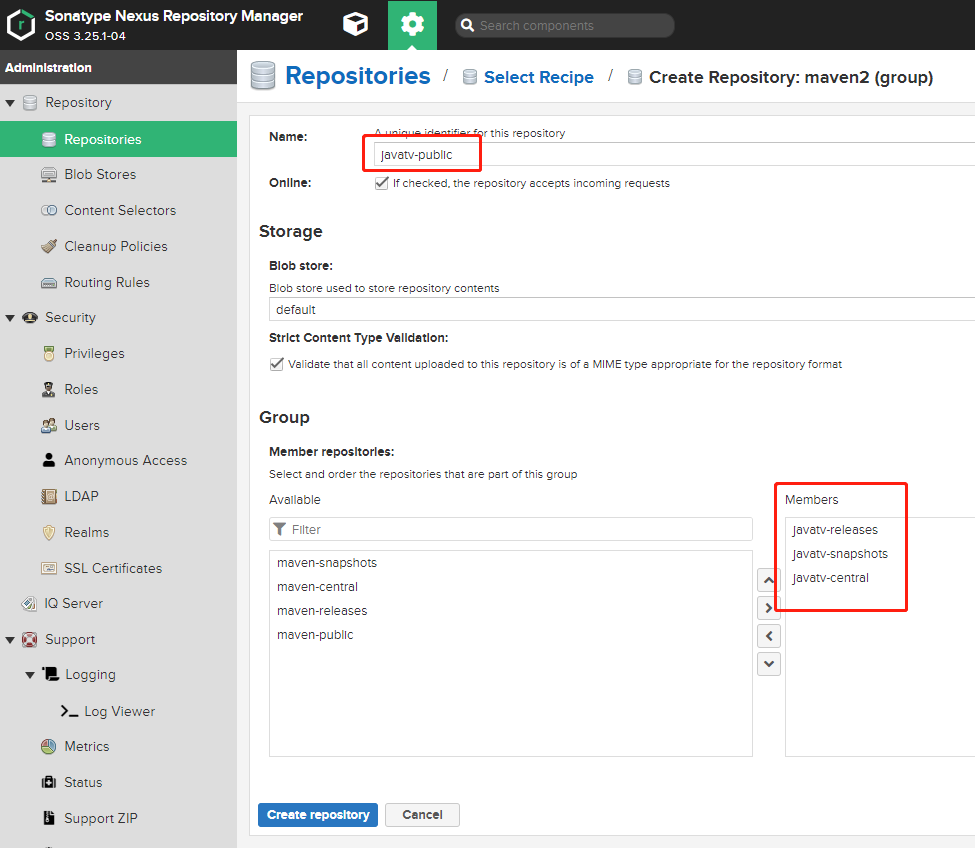 Sonatype Nexus Repository Manager
OSS 3.25.1-04
Search components
Administration
Repository
Repositories
Blob Stores
Content Selectors
Cleanup Policies
Routing Rules
Security
Privileges
Roles
Users
Anonymous Access
LDAP
Realms
SSL Certificates
IQ Server
Support
Logging
Log Viewer
Metrics
Status
Support ZIP
Repositories / Select Recipe / Create Repository: maven2 (group)
Name:
A unique identifier for this repository
javatv-public
Online:
If checked, the repository accepts incoming requests
Storage
Blob store:
Blob store used to store repository contents
default
Strict Content Type Validation:
Validate that all content uploaded to this repository is of a MIME type appropriate for the repository format
Group
Member repositories:
Select and order the repositories that are part of this group
Available
Filter
maven-snapshots
maven-central
maven-releases
maven-public
Members
javatv-releases
javatv-snapshots
javatv-central
Create repository
Cancel